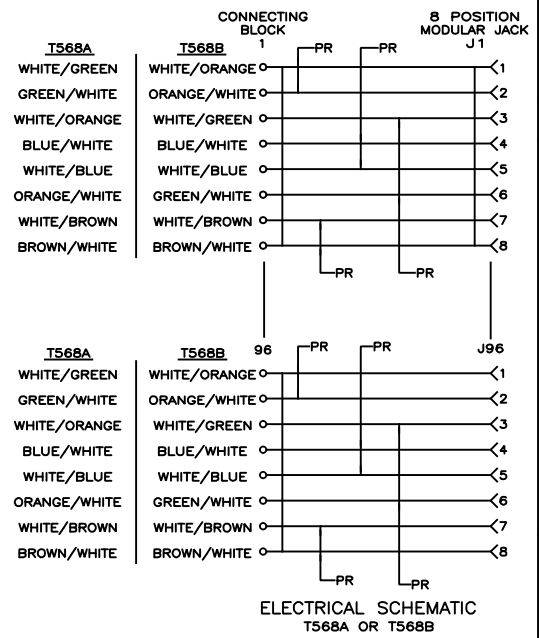 CONNECTING
BLOCK
1
8 POSITION
MODULAR JACK
J1
T568A T568B PR PR
WHITE/GREEN WHITE/ORANGE 1
GREEN/WHITE ORANGE/WHITE 2
WHITE/ORANGE WHITE/GREEN 3
BLUE/WHITE BLUE/WHITE 4
WHITE/BLUE WHITE/BLUE 5
ORANGE/WHITE GREEN/WHITE 6
WHITE/BROWN WHITE/BROWN 7
BROWN/WHITE BROWN/WHITE 8
PR PR
T568A T568B 96 PR PR J96
WHITE/GREEN WHITE/ORANGE 1
GREEN/WHITE ORANGE/WHITE 2
WHITE/ORANGE WHITE/GREEN 3
BLUE/WHITE BLUE/WHITE 4
WHITE/BLUE WHITE/BLUE 5
ORANGE/WHITE GREEN/WHITE 6
WHITE/BROWN WHITE/BROWN 7
BROWN/WHITE BROWN/WHITE 8
PR PR
ELECTRICAL SCHEMATIC
T568A OR T568B